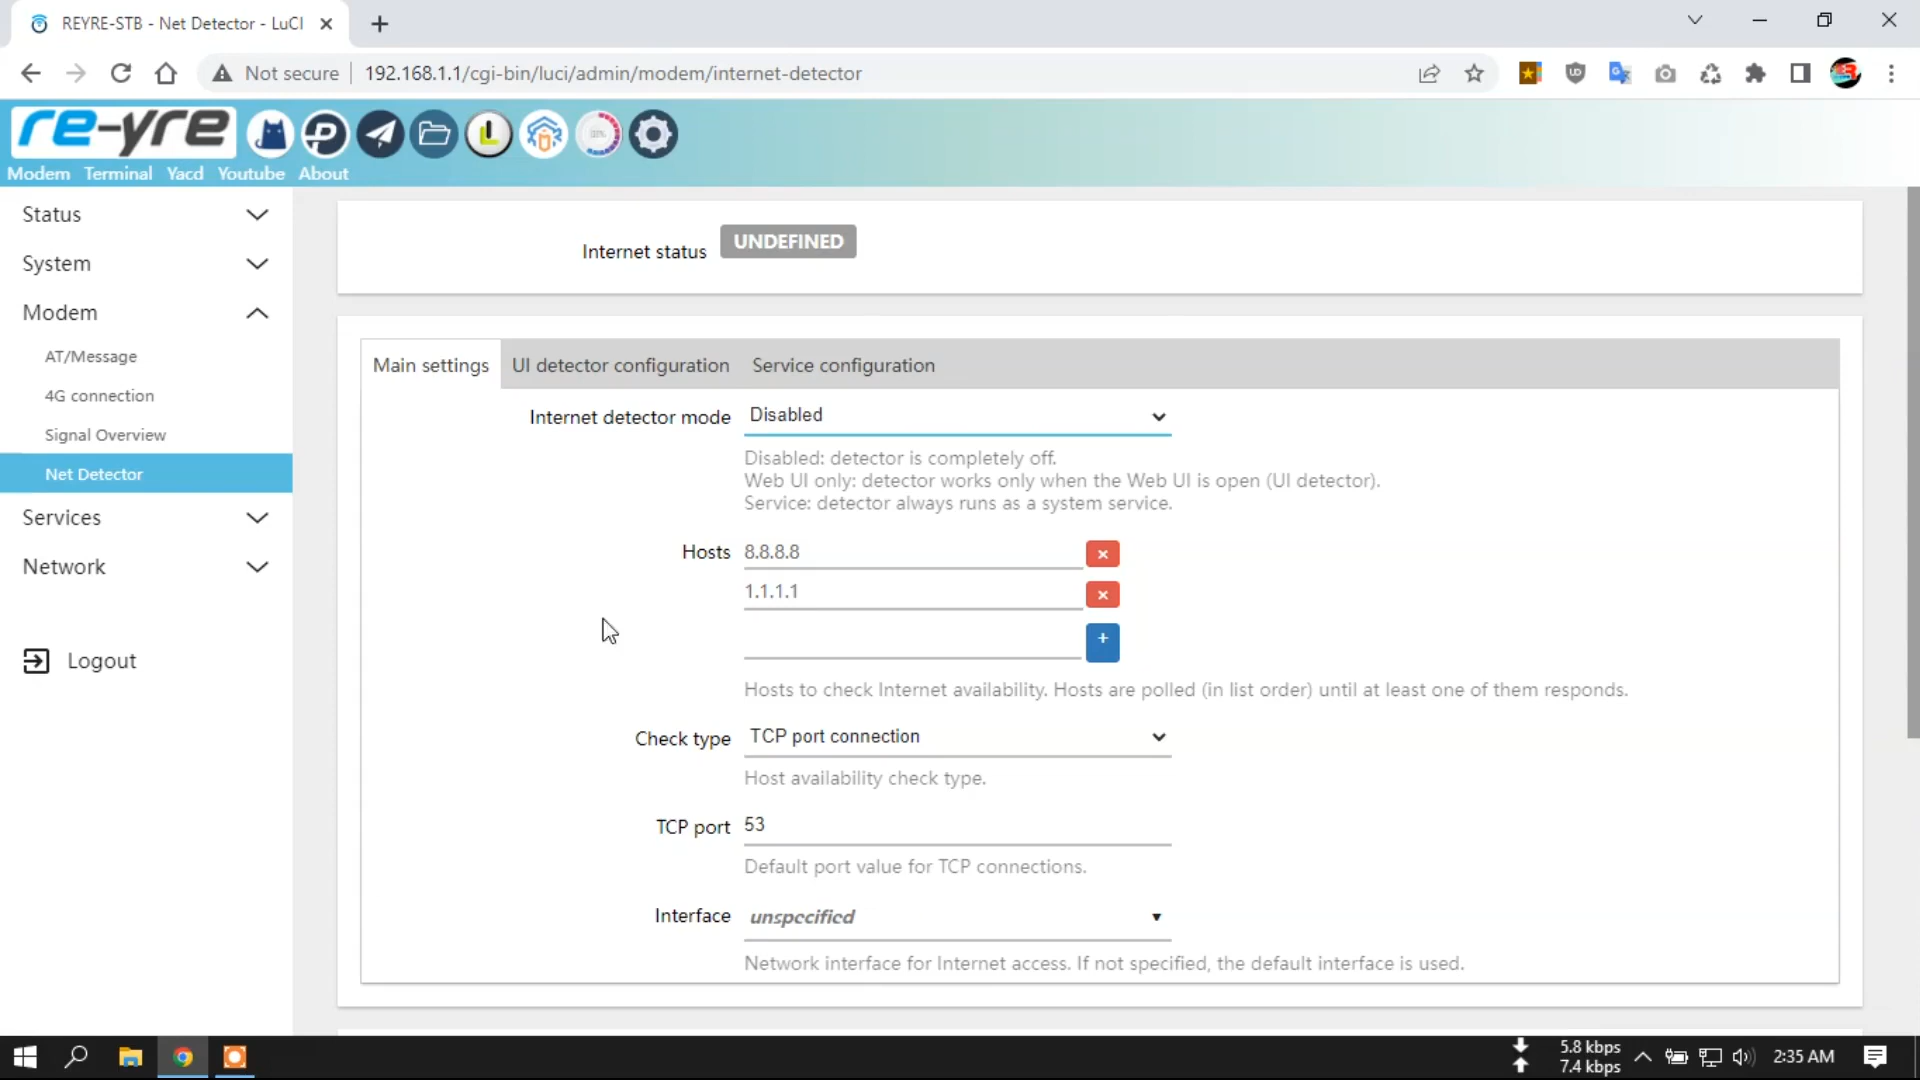 REYRE-STB - Net Detector - LuCI
Not secure
192.168.1.1/cgi-bin/luci/admin/modem/internet-detector
re-yre
Modem Terminal Yacd Youtube About
Status
System
Modem
AT/Message
4G connection
Signal Overview
Net Detector
Services
Network
Logout
Internet status UNDEFINED
Main settings UI detector configuration Service configuration
Internet detector mode Disabled
Disabled: detector is completely off.
Web UI only: detector works only when the Web UI is open (UI detector).
Service: detector always runs as a system service.
Hosts 8.8.8.8
1.1.1.1
+
Hosts to check Internet availability. Hosts are polled (in list order) until at least one of them responds.
Check type TCP port connection
Host availability check type.
TCP port 53
Default port value for TCP connections.
Interface unspecified
Network interface for Internet access. If not specified, the default interface is used.
5.8 kbps
7.4 kbps
2:35 AM